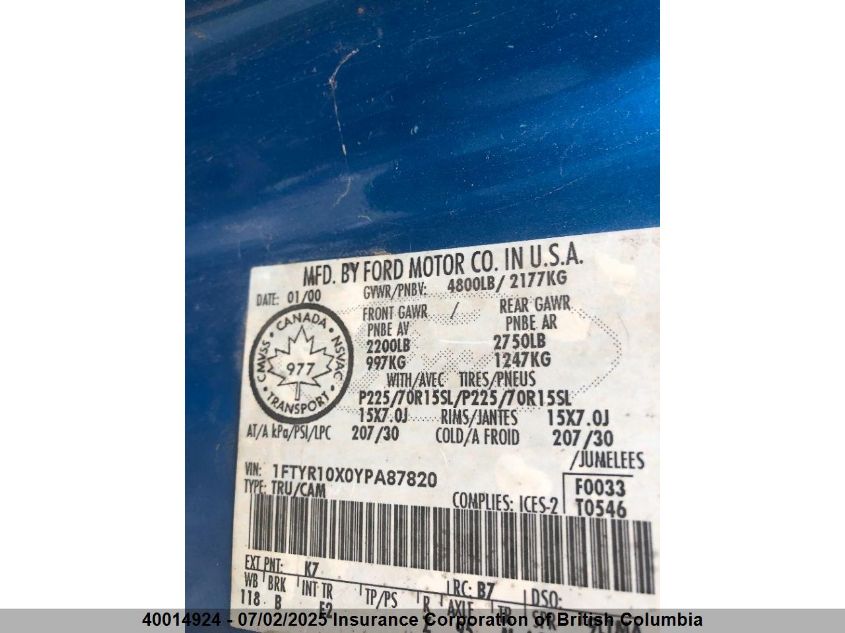 MFD. BY FORD MOTOR CO. IN U.S.A.
DATE: 01/00 GVWR/PNBV: 4800LB/ 2177KG
FRONT GAWR / REAR GAWR
PNBE AV PNBE AR
2200LB 2750LB
997KG 1247KG
CANADA
CMVSS NSVAC
977
TRANSPORT
WITH/AVEC TIRES/PNEUS
P225/70R15SL/P225/70R15SL
15X7.0J RIMS/JANTES 15X7.0J
AT/A kPa/PSI/LPC 207/30 COLD/A FROID 207/30
/JUMELEES
VIN: 1FTYR10X0YPA87820
F0033
TYPE: TRU/CAM COMPLIES: ICES-2 T0546
EXT PNT: K7 RC: B7 DSO:
WB BRK INT TR TP/PS R AXLE TR SPR
118 B E2
40014924 - 07/02/2025 Insurance Corporation of British Columbia